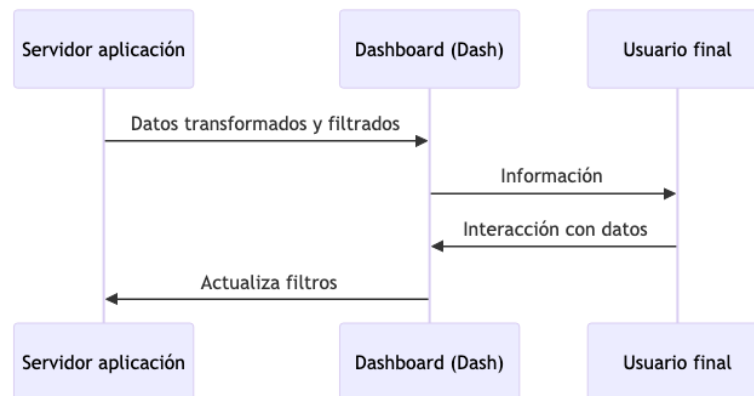 Servidor aplicación
Dashboard (Dash)
Usuario final
Datos transformados y filtrados
Información
Interacción con datos
Actualiza filtros
Servidor aplicación
Dashboard (Dash)
Usuario final